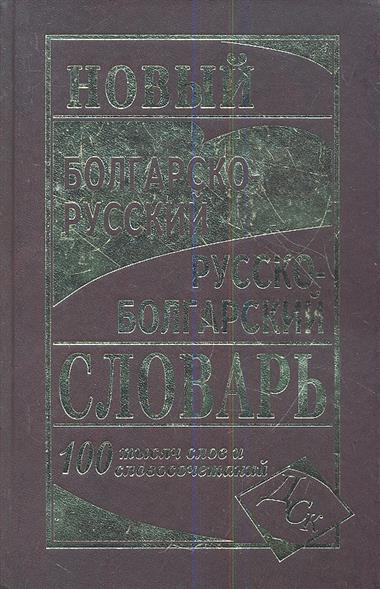 НОВЫЙ
БОЛГАРСКО-
РУССКИЙ
РУССКО-
БОЛГАРСКИЙ
СЛОВАРЬ
100 тысяч слов и
словосочетаний
ДСК